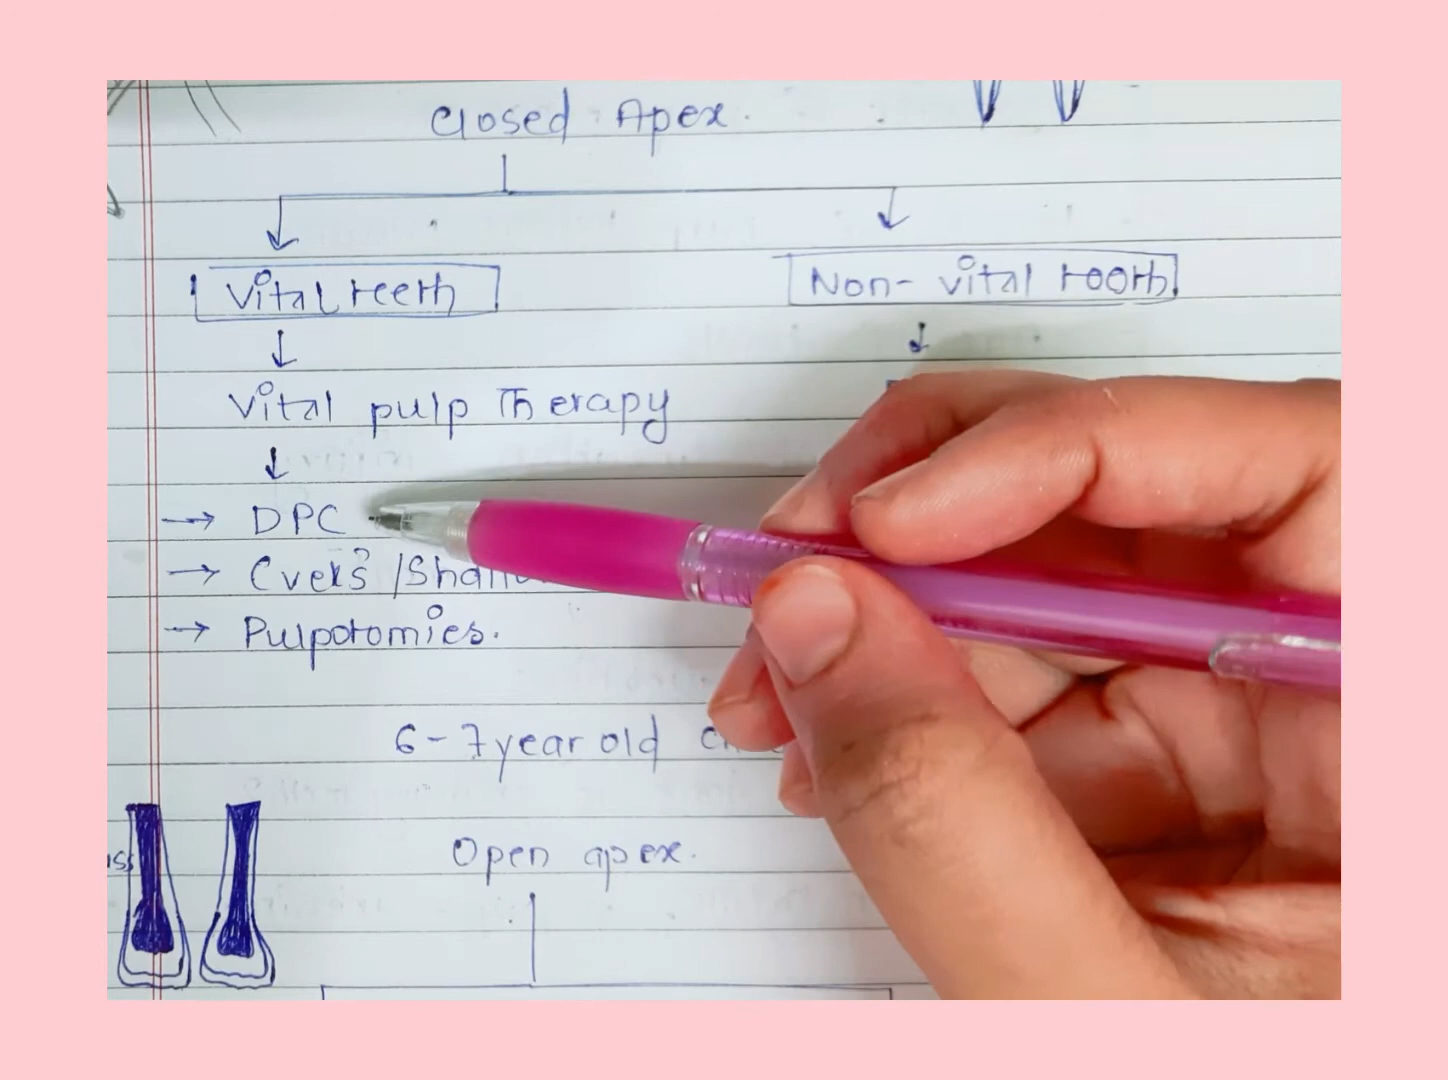 Closed Apex.
Vital teeth
Non-vital tooth
Vital pulp Therapy
→ DPC
→ Cvek's /Shallo
→ Pulpotomies.
6-7 year old
Open apex.